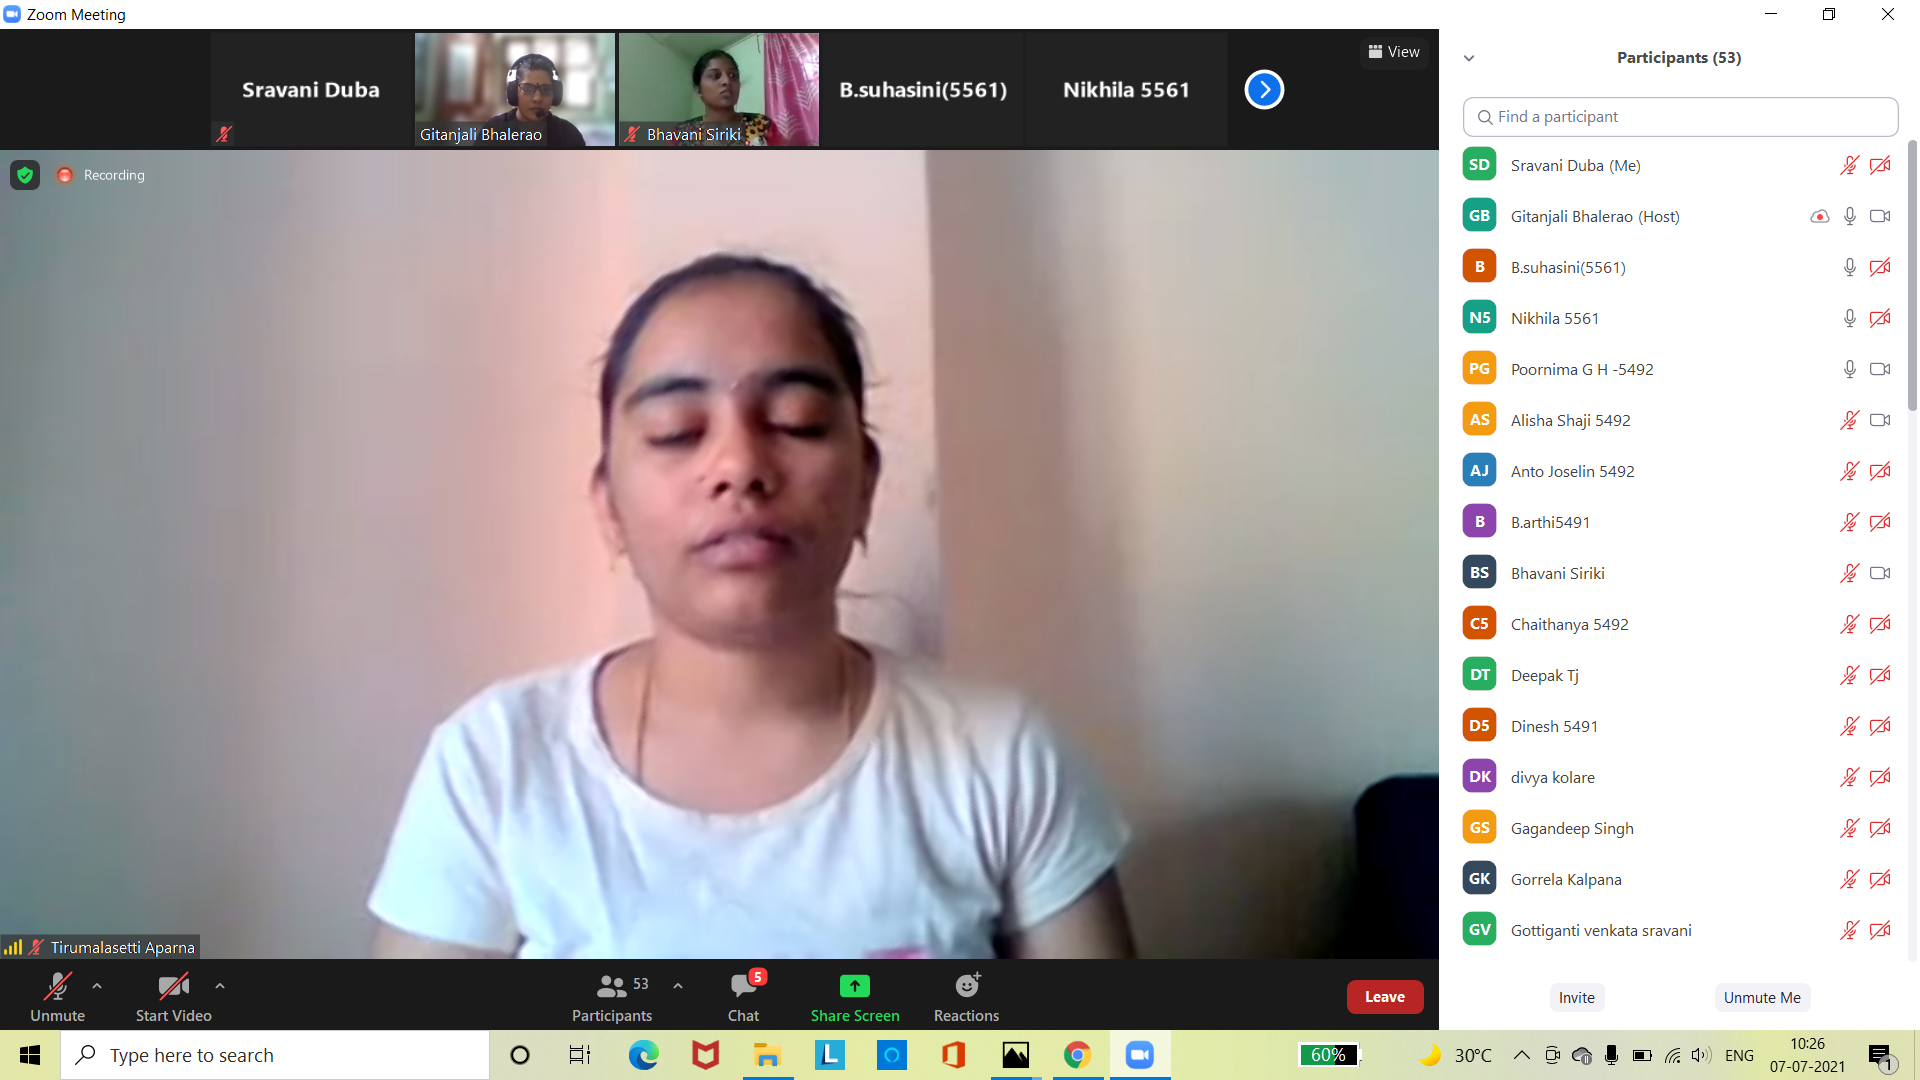 Zoom Meeting
Sravani Duba
Gitanjali Bhalerao
Bhavani Siriki
B.suhasini(5561)
Nikhila 5561
View
Recording
Tirumalasetti Aparna
Participants (53)
Find a participant
SD Sravani Duba (Me)
GB Gitanjali Bhalerao (Host)
B B.suhasini(5561)
N5 Nikhila 5561
PG Poornima G H -5492
AS Alisha Shaji 5492
AJ Anto Joselin 5492
B B.arthi5491
BS Bhavani Siriki
C5 Chaithanya 5492
DT Deepak Tj
D5 Dinesh 5491
DK divya kolare
GS Gagandeep Singh
GK Gorrela Kalpana
GV Gottiganti venkata sravani
Invite
Unmute Me
Unmute
Start Video
53
Participants
5
Chat
Share Screen
Reactions
Leave
Type here to search
L
60%
30°C
ENG
10:26
07-07-2021
1